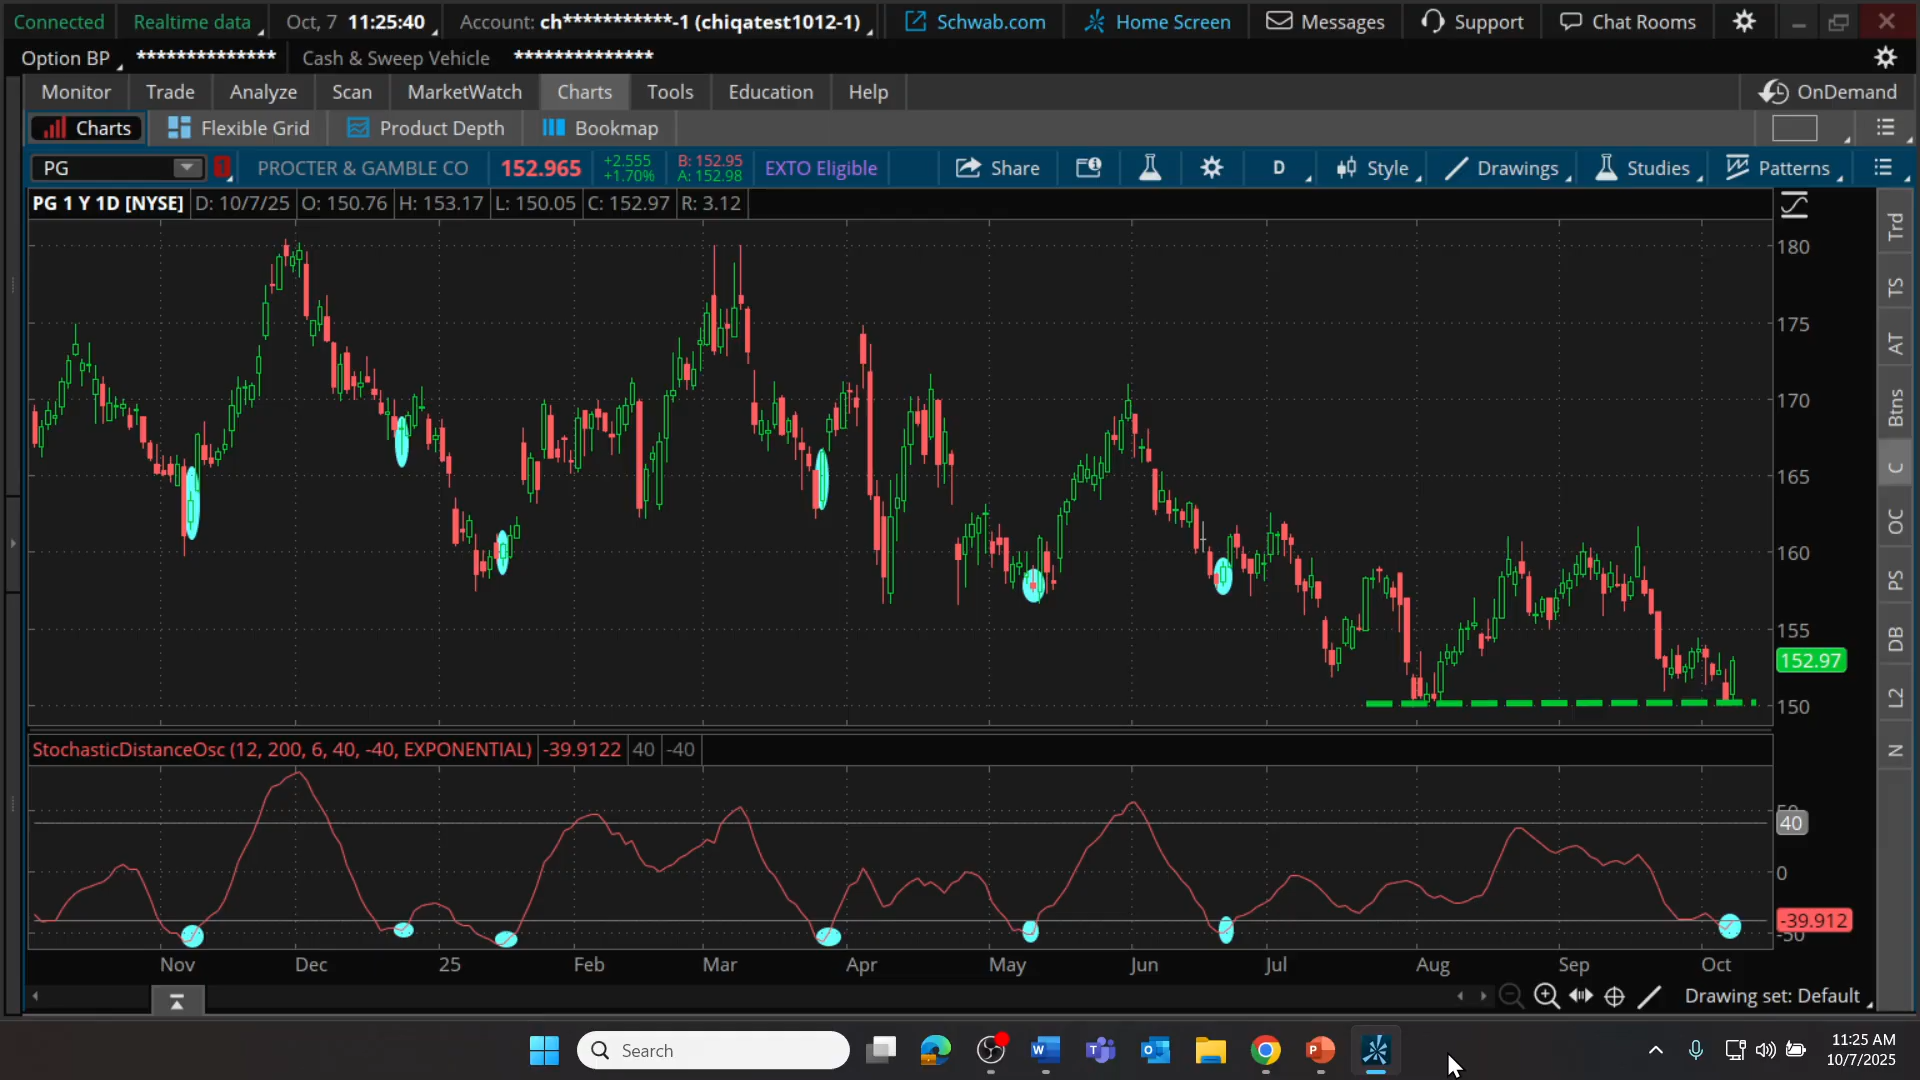 Connected Realtime data Oct, 7 11:25:40 Account: ch***********-1 (chiqatest1012-1) Schwab.com Home Screen Messages Support Chat Rooms
Option BP ************** Cash & Sweep Vehicle **************
Monitor Trade Analyze Scan MarketWatch Charts Tools Education Help OnDemand
Charts Flexible Grid Product Depth Bookmap
PG 1 PROCTER & GAMBLE CO 152.965 +2.555 +1.70% B: 152.95 A: 152.98 EXTO Eligible Share D Style Drawings Studies Patterns
PG 1 Y 1D [NYSE] D: 10/7/25 O: 150.76 H: 153.17 L: 150.05 C: 152.97 R: 3.12
180
175
170
165
160
155
152.97
150
Trd
TS
AT
Btns
C
OC
PS
DB
L2
N
StochasticDistanceOsc (12, 200, 6, 40, -40, EXPONENTIAL) -39.9122 40 -40
50
40
0
-39.912
-50
Nov Dec 25 Feb Mar Apr May Jun Jul Aug Sep Oct
Drawing set: Default
Search
11:25 AM
10/7/2025